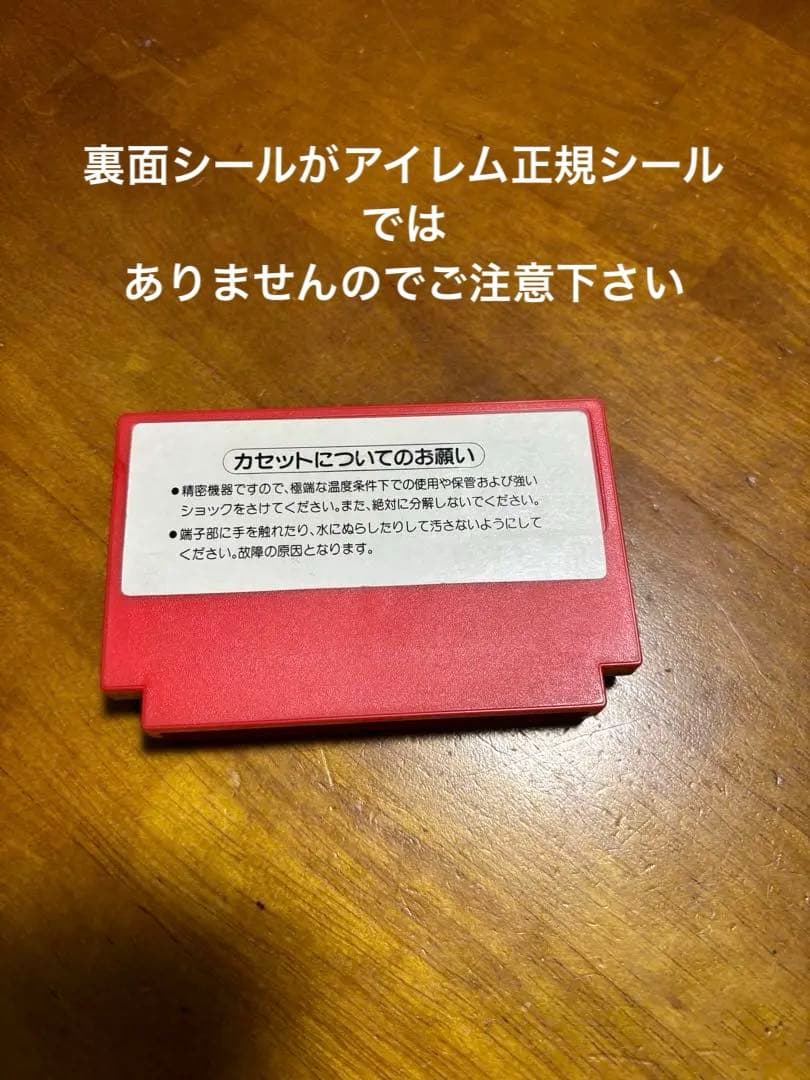 裏面シールがアイレム正規シール
では
ありませんのでご注意下さい
カセットについてのお願い
●精密機器ですので、極端な温度条件下での使用や保管および強い
ショックをさけてください。また、絶対に分解しないでください。
●端子部に手を触れたり、水にぬらしたりして汚さないようにして
ください。故障の原因となります。